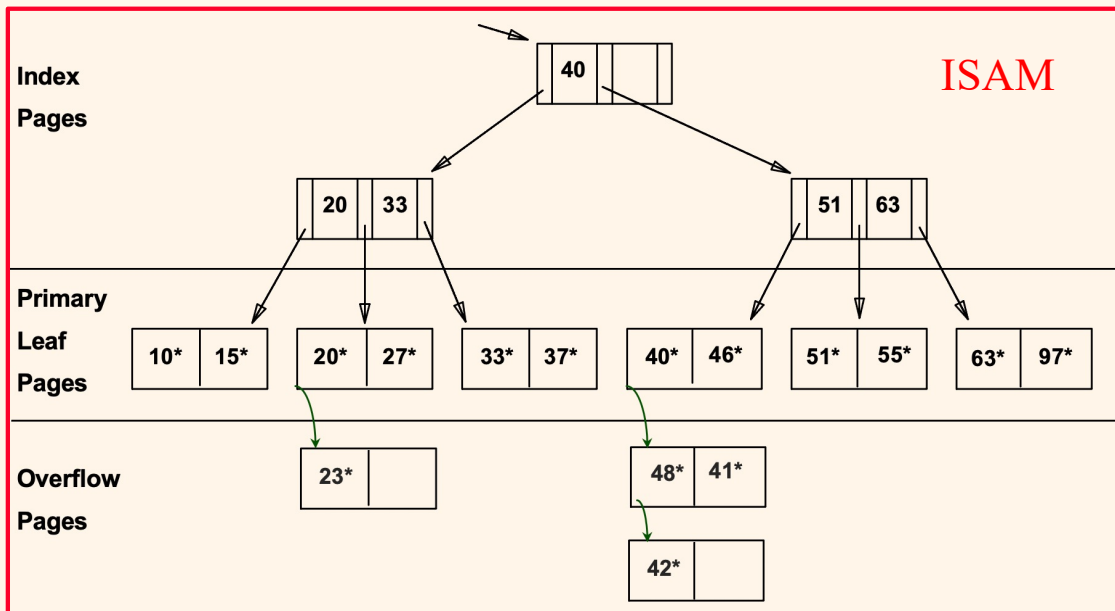 ISAM
Index
Pages
40
20 33
51 63
Primary
Leaf
Pages
10* 15*
20* 27*
33* 37*
40* 46*
51* 55*
63* 97*
Overflow
Pages
23*
48* 41*
42*